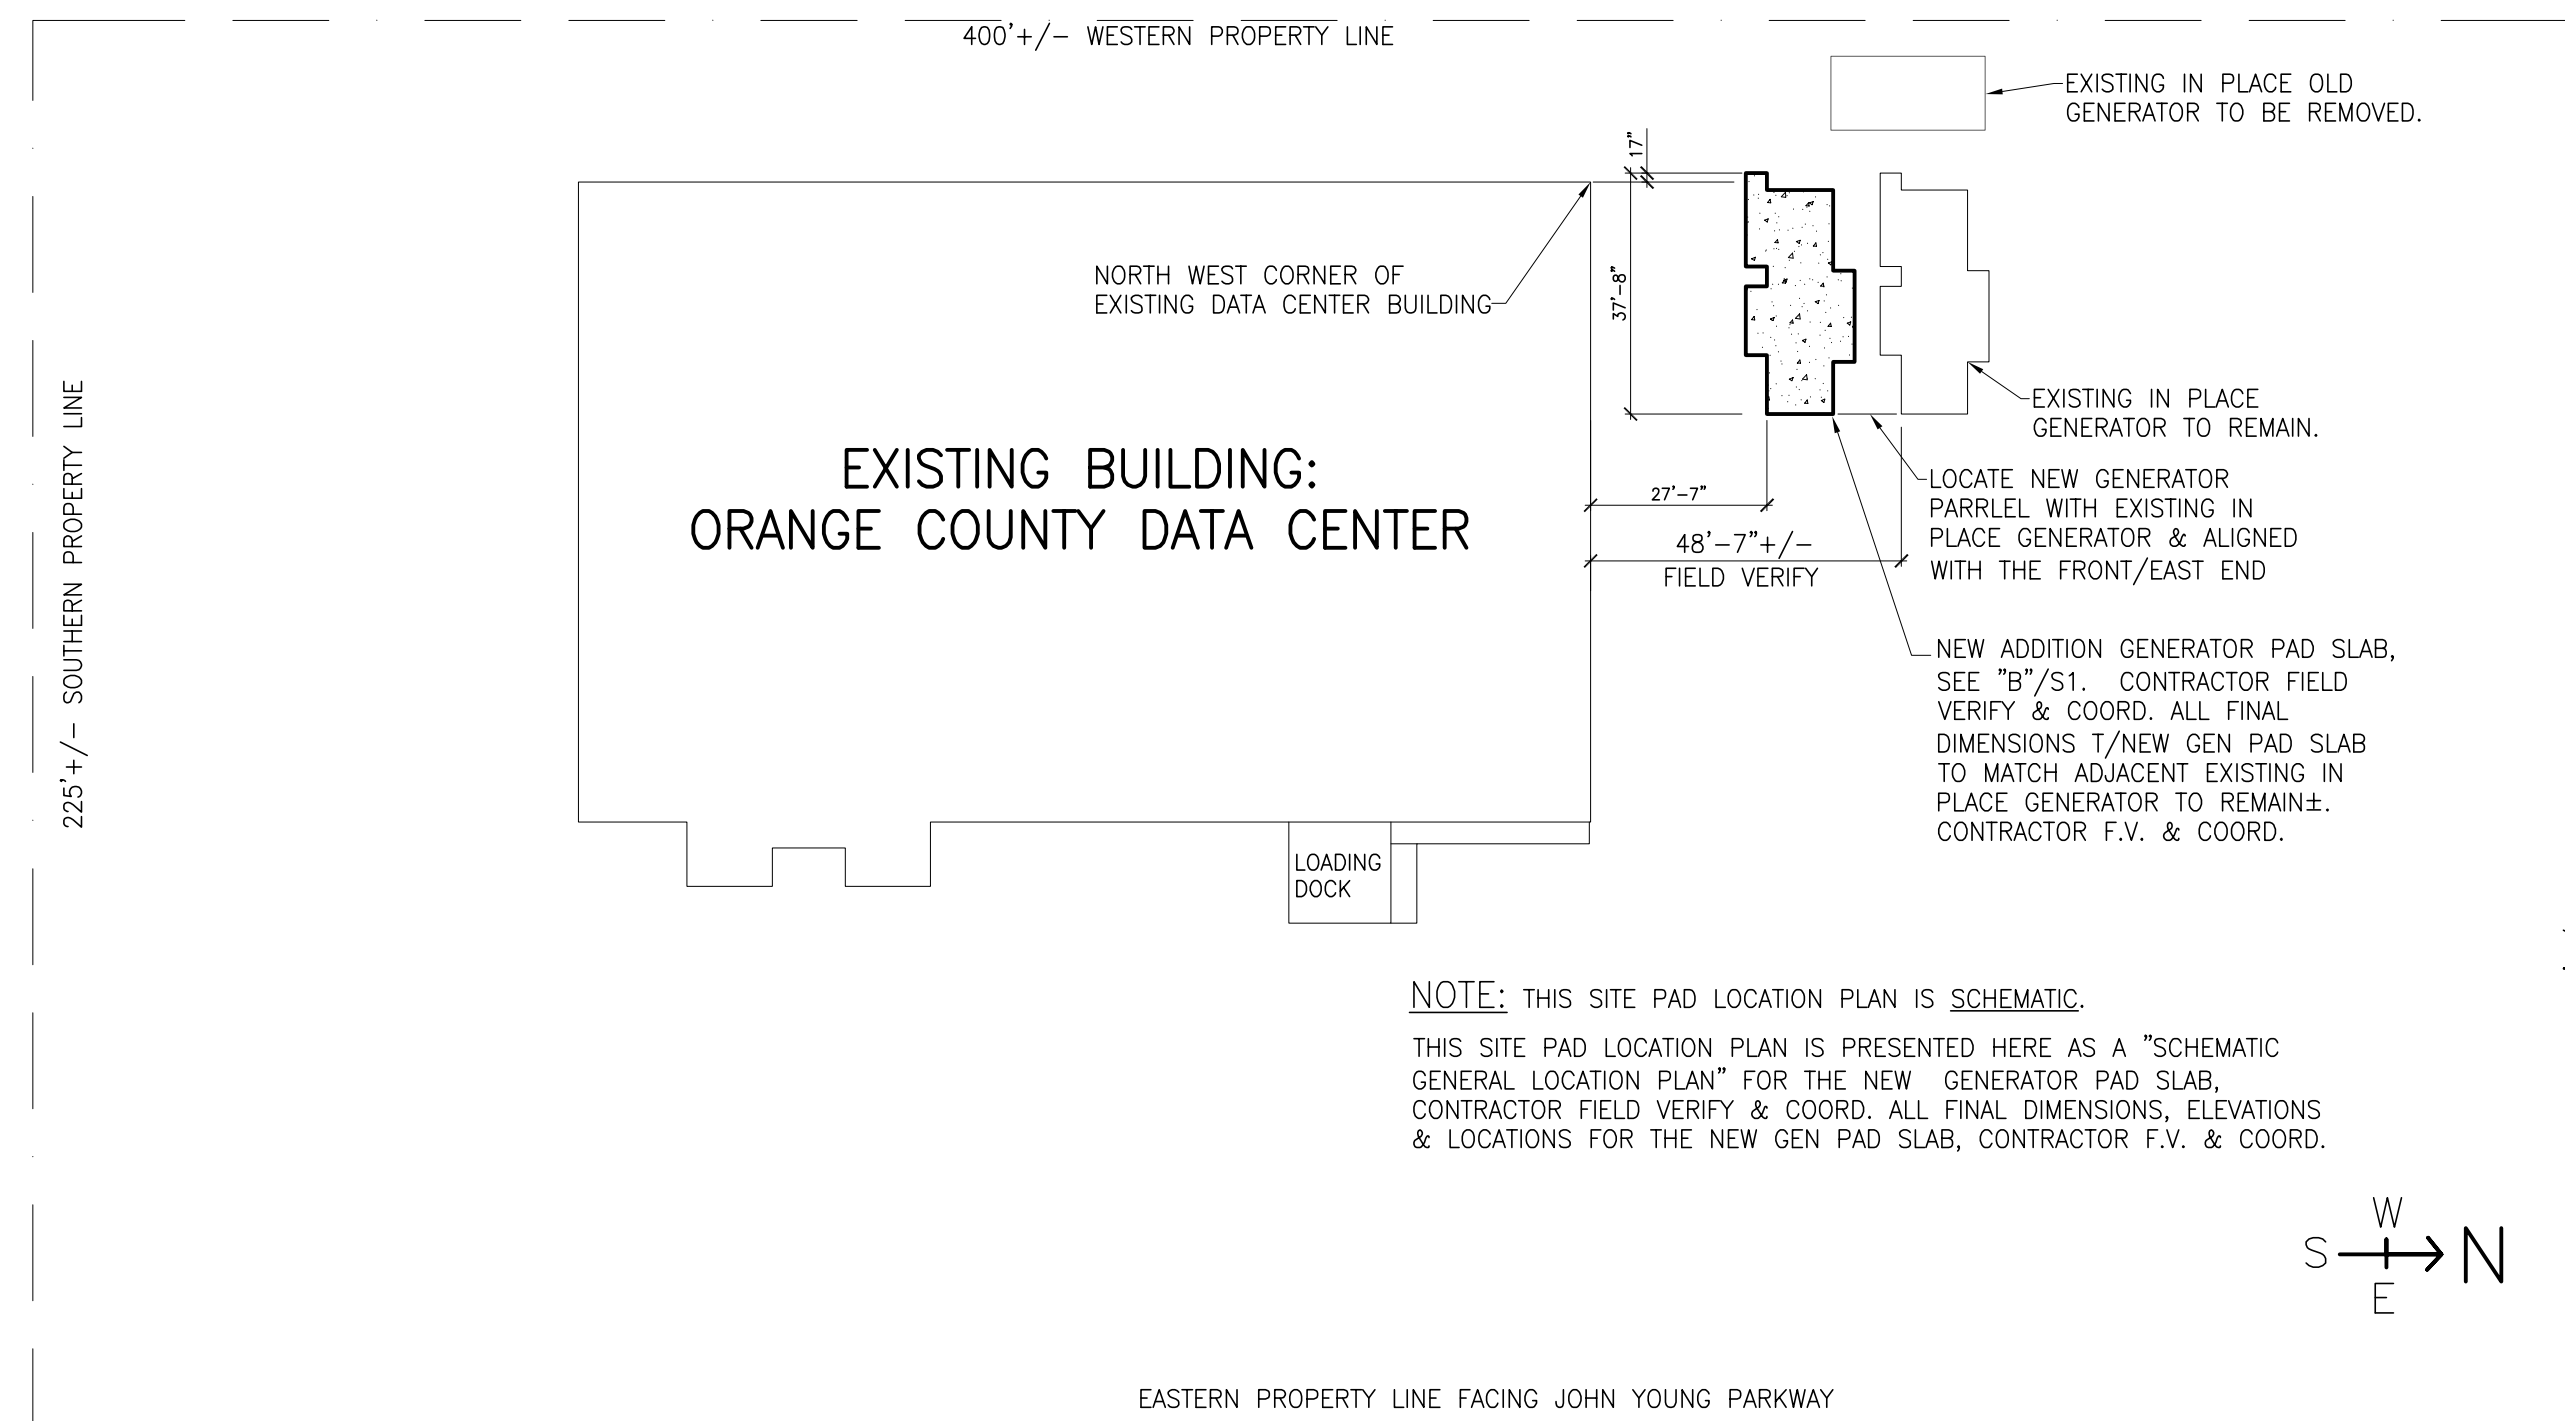 400'+/- WESTERN PROPERTY LINE
EXISTING IN PLACE OLD
GENERATOR TO BE REMOVED.
17"
37'-8"
NORTH WEST CORNER OF
EXISTING DATA CENTER BUILDING
225'+/- SOUTHERN PROPERTY LINE
EXISTING BUILDING:
ORANGE COUNTY DATA CENTER
EXISTING IN PLACE
GENERATOR TO REMAIN.
27'-7"
48'-7"+/-
FIELD VERIFY
LOCATE NEW GENERATOR
PARRLEL WITH EXISTING IN
PLACE GENERATOR & ALIGNED
WITH THE FRONT/EAST END
NEW ADDITION GENERATOR PAD SLAB,
SEE "B"/S1. CONTRACTOR FIELD
VERIFY & COORD. ALL FINAL
DIMENSIONS T/NEW GEN PAD SLAB
TO MATCH ADJACENT EXISTING IN
PLACE GENERATOR TO REMAIN±.
CONTRACTOR F.V. & COORD.
LOADING
DOCK
NOTE: THIS SITE PAD LOCATION PLAN IS SCHEMATIC.
THIS SITE PAD LOCATION PLAN IS PRESENTED HERE AS A "SCHEMATIC
GENERAL LOCATION PLAN" FOR THE NEW GENERATOR PAD SLAB,
CONTRACTOR FIELD VERIFY & COORD. ALL FINAL DIMENSIONS, ELEVATIONS
& LOCATIONS FOR THE NEW GEN PAD SLAB, CONTRACTOR F.V. & COORD.
W
S N
E
EASTERN PROPERTY LINE FACING JOHN YOUNG PARKWAY